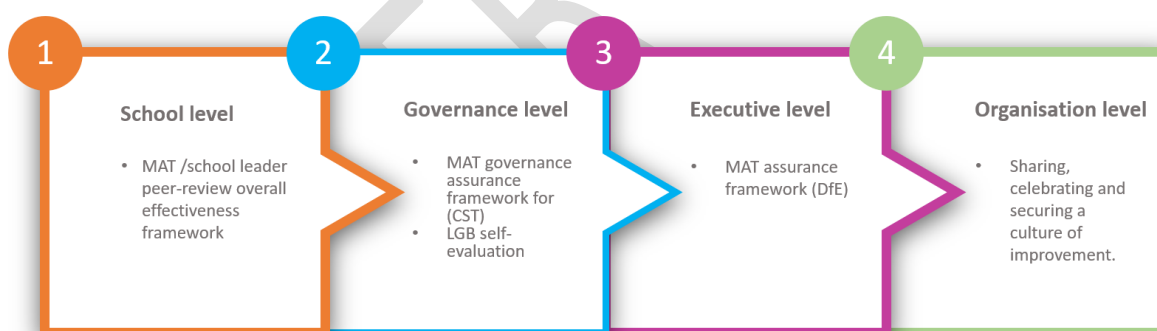 1
2
3
4
School level
• MAT /school leader
peer-review overall
effectiveness
framework
Governance level
• MAT governance
assurance
framework for
(CST)
• LGB self-
evaluation
Executive level
• MAT assurance
framework (DfE)
Organisation level
• Sharing,
celebrating and
securing a
culture of
improvement.